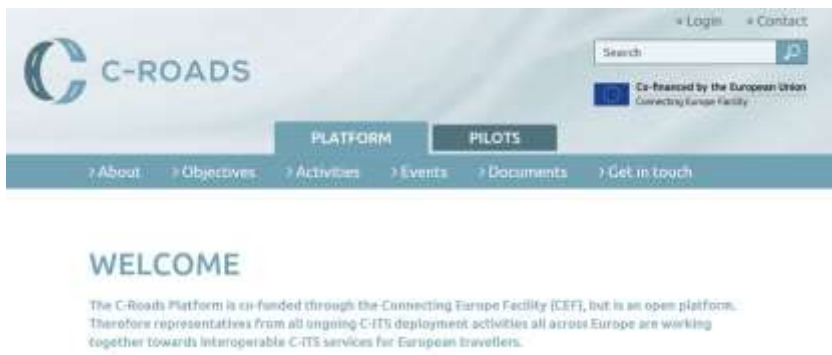 » Login » Contact
Search
C-ROADS
Co-financed by the European Union
Connecting Europe Facility
PLATFORM PILOTS
› About › Objectives › Activities › Events › Documents › Get in touch
WELCOME
The C-Roads Platform is co-funded through the Connecting Europe Facility (CEF), but is an open platform.
Therefore representatives from all ongoing C-ITS deployment activities all across Europe are working
together towards interoperable C-ITS services for European travellers.